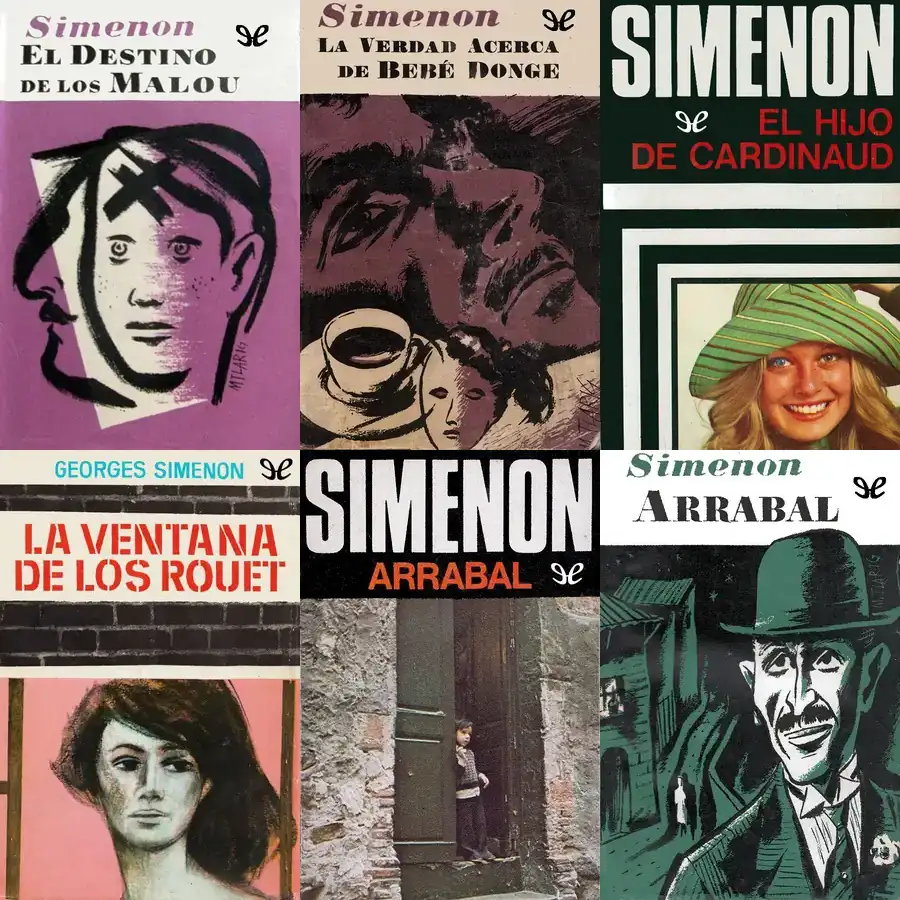 Simenon
EL DESTINO
DE LOS MALOU
MILARIG
Simenon
LA VERDAD ACERCA
DE BEBÉ DONGE
SIMENON
EL HIJO
DE CARDINAUD
GEORGES SIMENON
LA VENTANA
DE LOS ROUET
SIMENON
ARRABAL
Simenon
ARRABAL